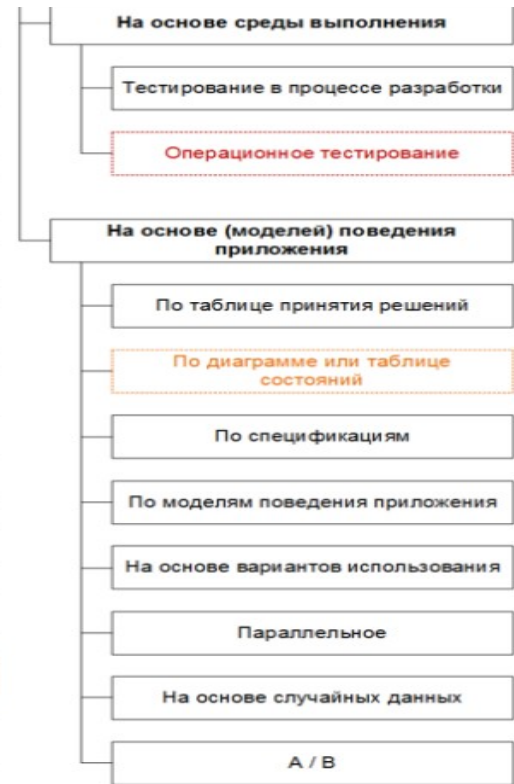 На основе среды выполнения
Тестирование в процессе разработки
Операционное тестирование
На основе (моделей) поведения
приложения
По таблице принятия решений
По диаграмме или таблице
состояний
По спецификациям
По моделям поведения приложения
На основе вариантов использования
Параллельное
На основе случайных данных
A / B